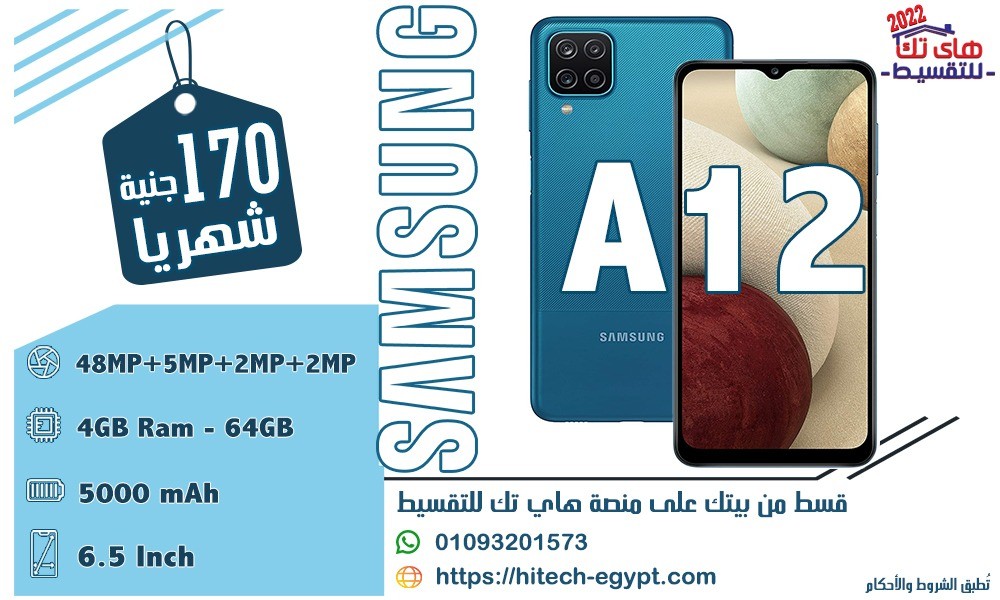 2022
هاي تك
-للتقسيط-
170 جنية
شهريا
SAMSUNG
A12
SAMSUNG
48MP+5MP+2MP+2MP
4GB Ram - 64GB
5000 mAh
6.5 Inch
قسط من بيتك على منصة هاي تك للتقسيط
01093201573
https://hitech-egypt.com
تُطبق الشروط والأحكام